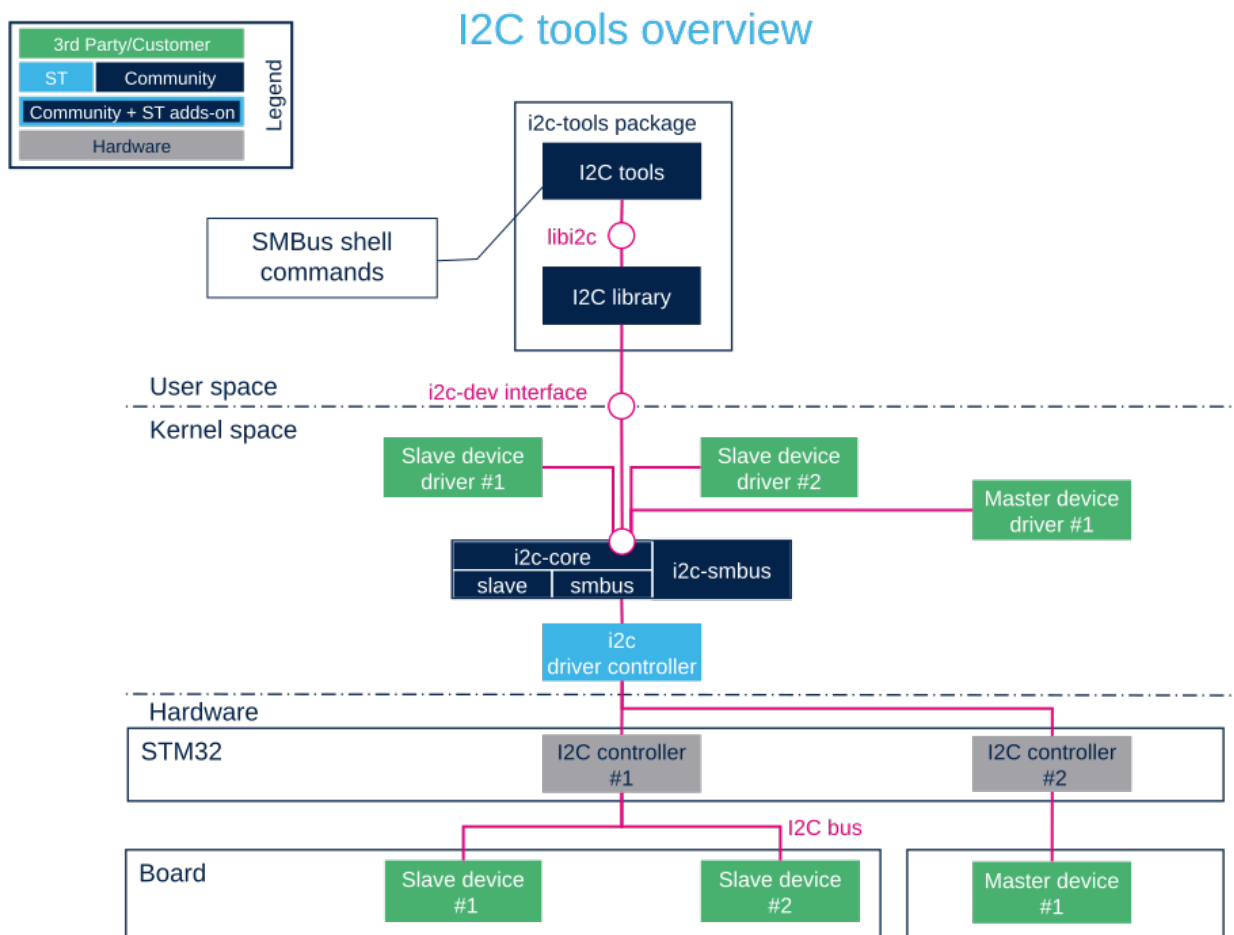 I2C tools overview
3rd Party/Customer
ST
Community
Community + ST adds-on
Hardware
Legend
i2c-tools package
I2C tools
SMBus shell
commands
libi2c
I2C library
User space
i2c-dev interface
Kernel space
Slave device
driver #1
Slave device
driver #2
Master device
driver #1
i2c-core
slave
smbus
i2c-smbus
i2c
driver controller
Hardware
STM32
I2C controller
#1
I2C controller
#2
I2C bus
Board
Slave device
#1
Slave device
#2
Master device
#1